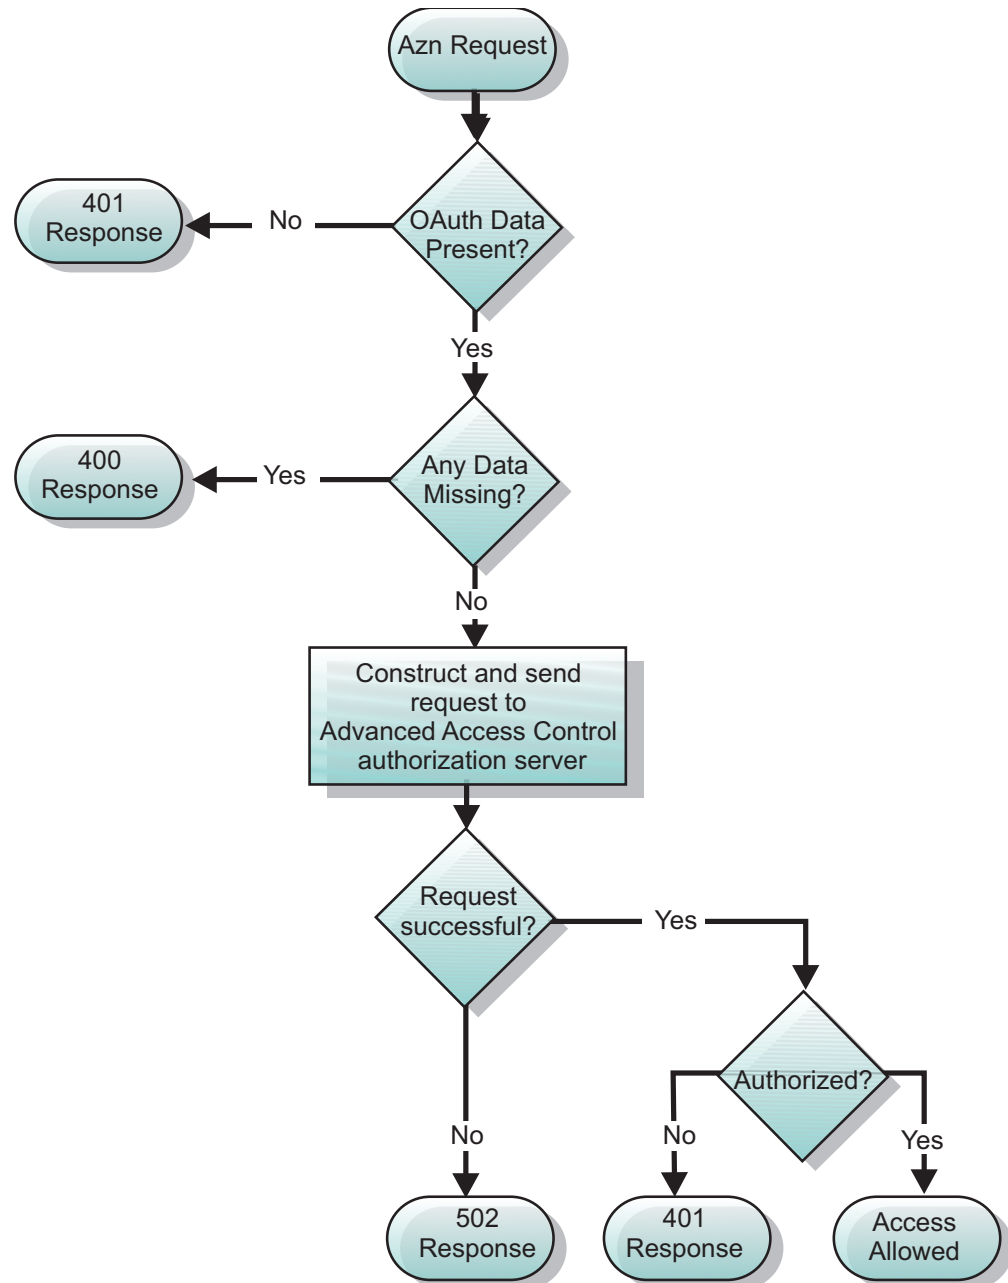 Azn Request
401
Response
No
OAuth Data
Present?
Yes
400
Response
Yes
Any Data
Missing?
No
Construct and send
request to
Advanced Access Control
authorization server
Request
successful?
Yes
Authorized?
No
No
Yes
502
Response
401
Response
Access
Allowed